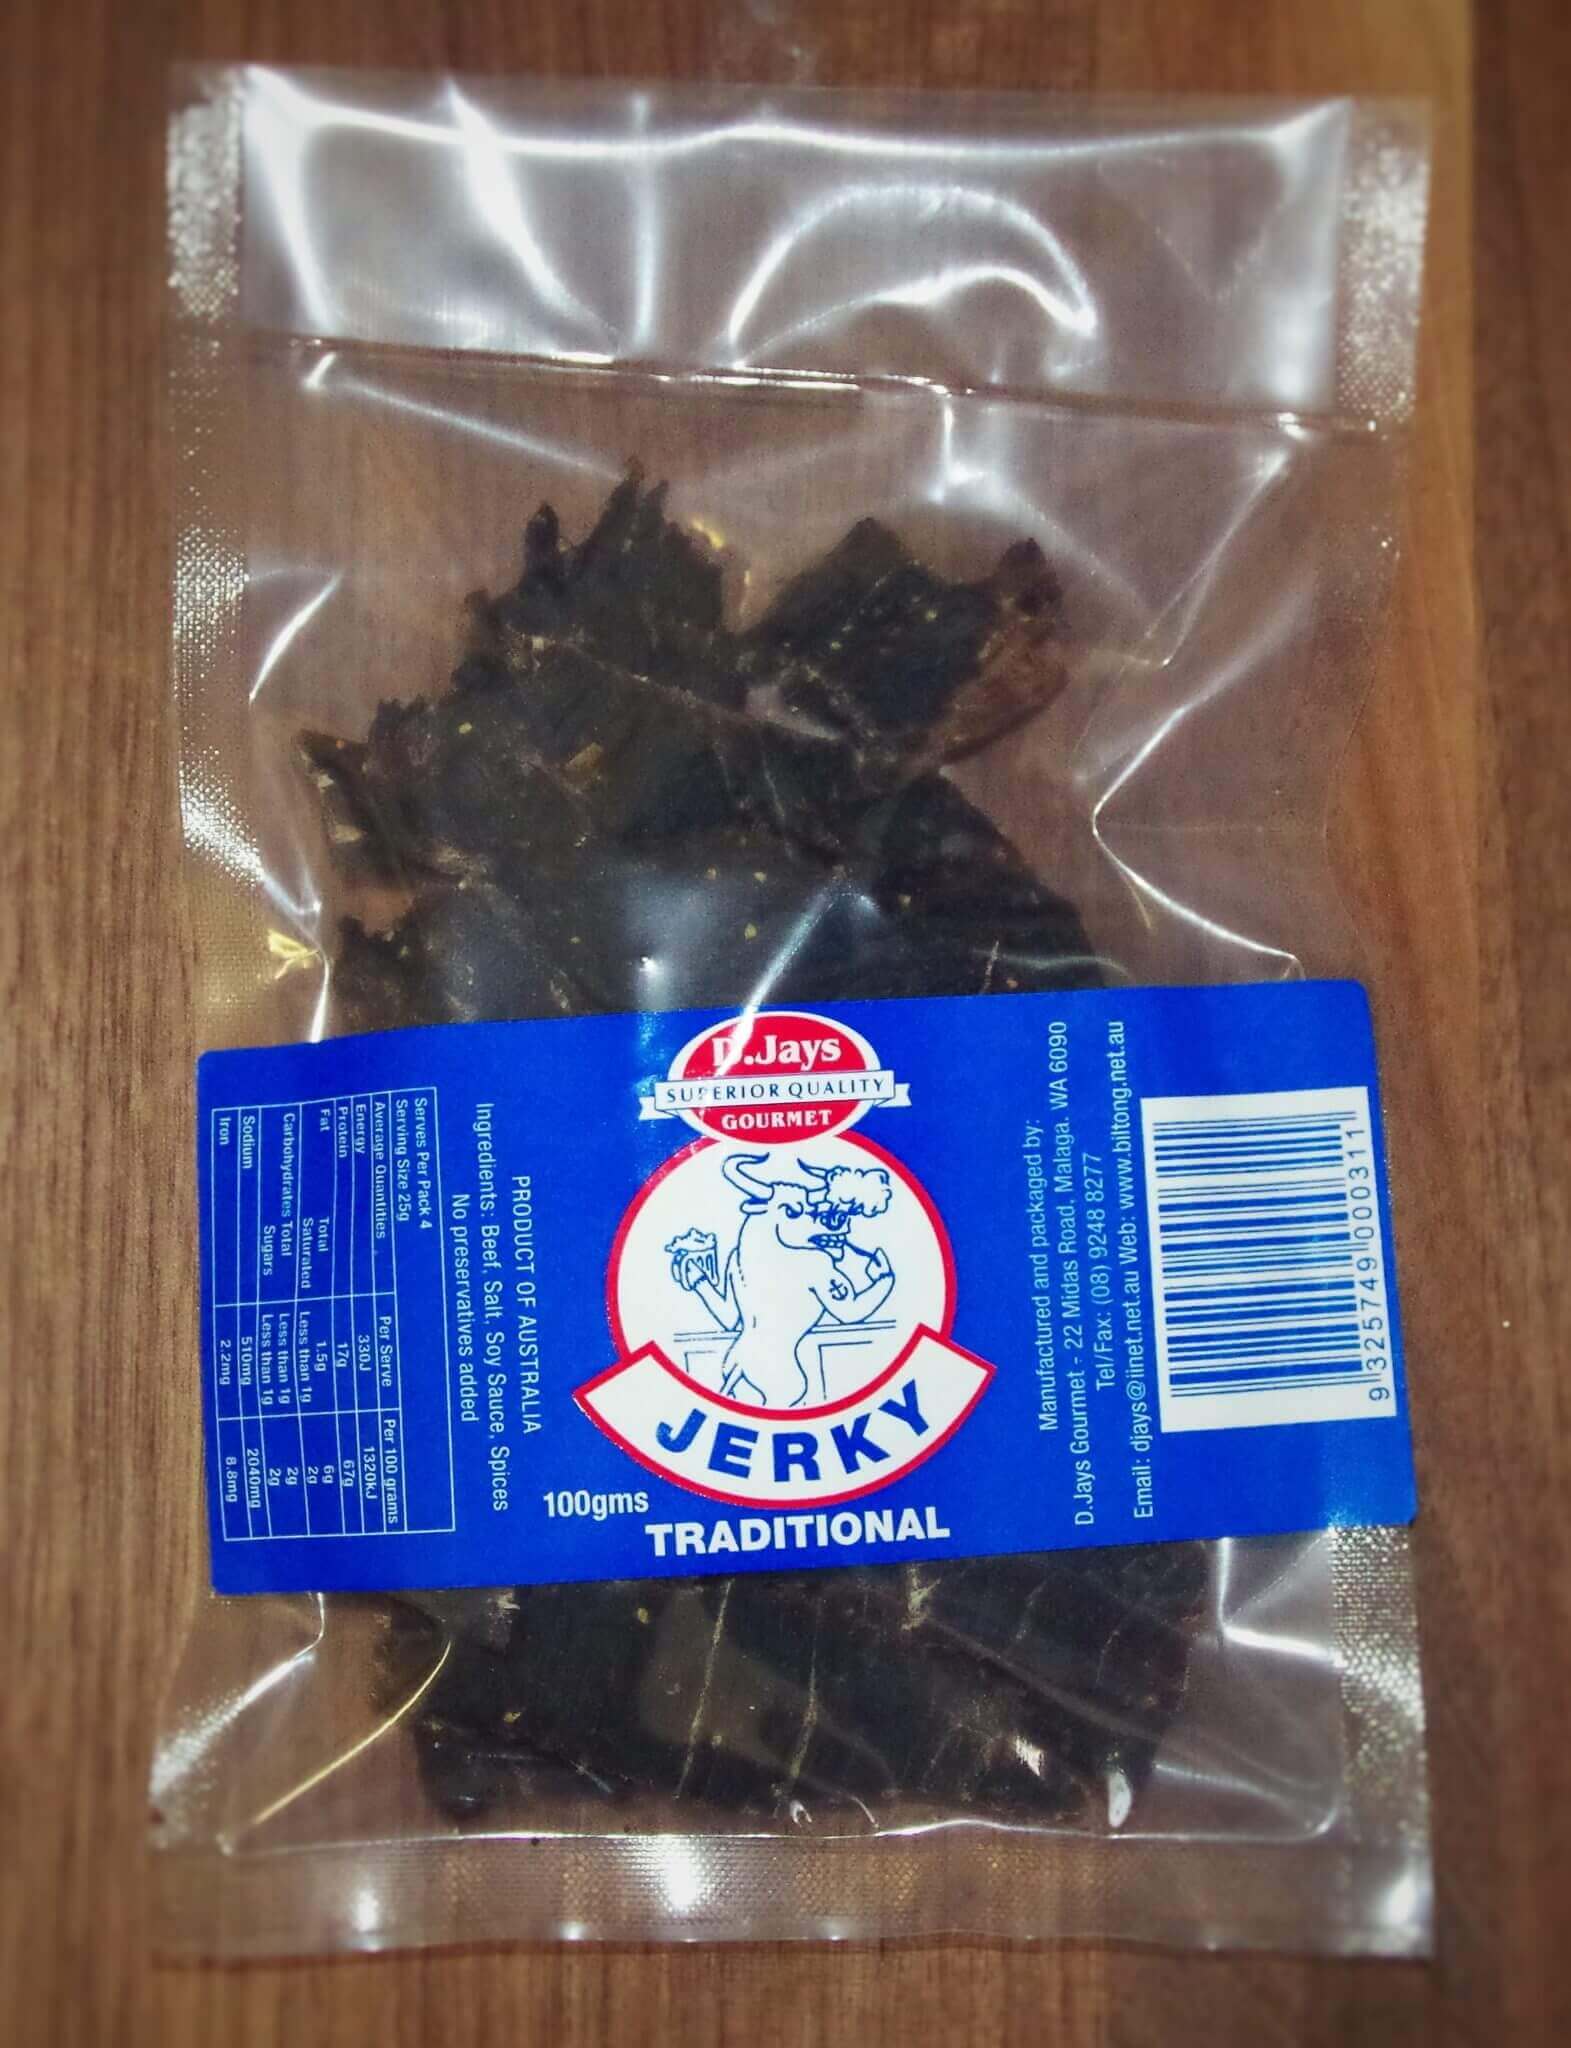 D.Jays
SUPERIOR QUALITY
GOURMET
JERKY
100gms
TRADITIONAL
PRODUCT OF AUSTRALIA
Ingredients: Beef, Salt, Soy Sauce, Spices
No preservatives added
Serves Per Pack 4
Serving Size 25g
Average Quantities Per Serve Per 100 grams
Energy 330J 1320KJ
Protein 17g 67g
Fat Total 1.5g 6g
Saturated Less than 1g 2g
Carbohydrates Total Less than 1g 2g
Sugars Less than 1g 2g
Sodium 510mg 2040mg
Iron 2.2mg 8.8mg
Manufactured and packaged by:
D.Jays Gourmet - 22 Midas Road, Malaga. WA 6090
Tel/Fax: (08) 9248 8277
Email: djays@iinet.net.au Web: www.biltong.net.au
9 325749 000311